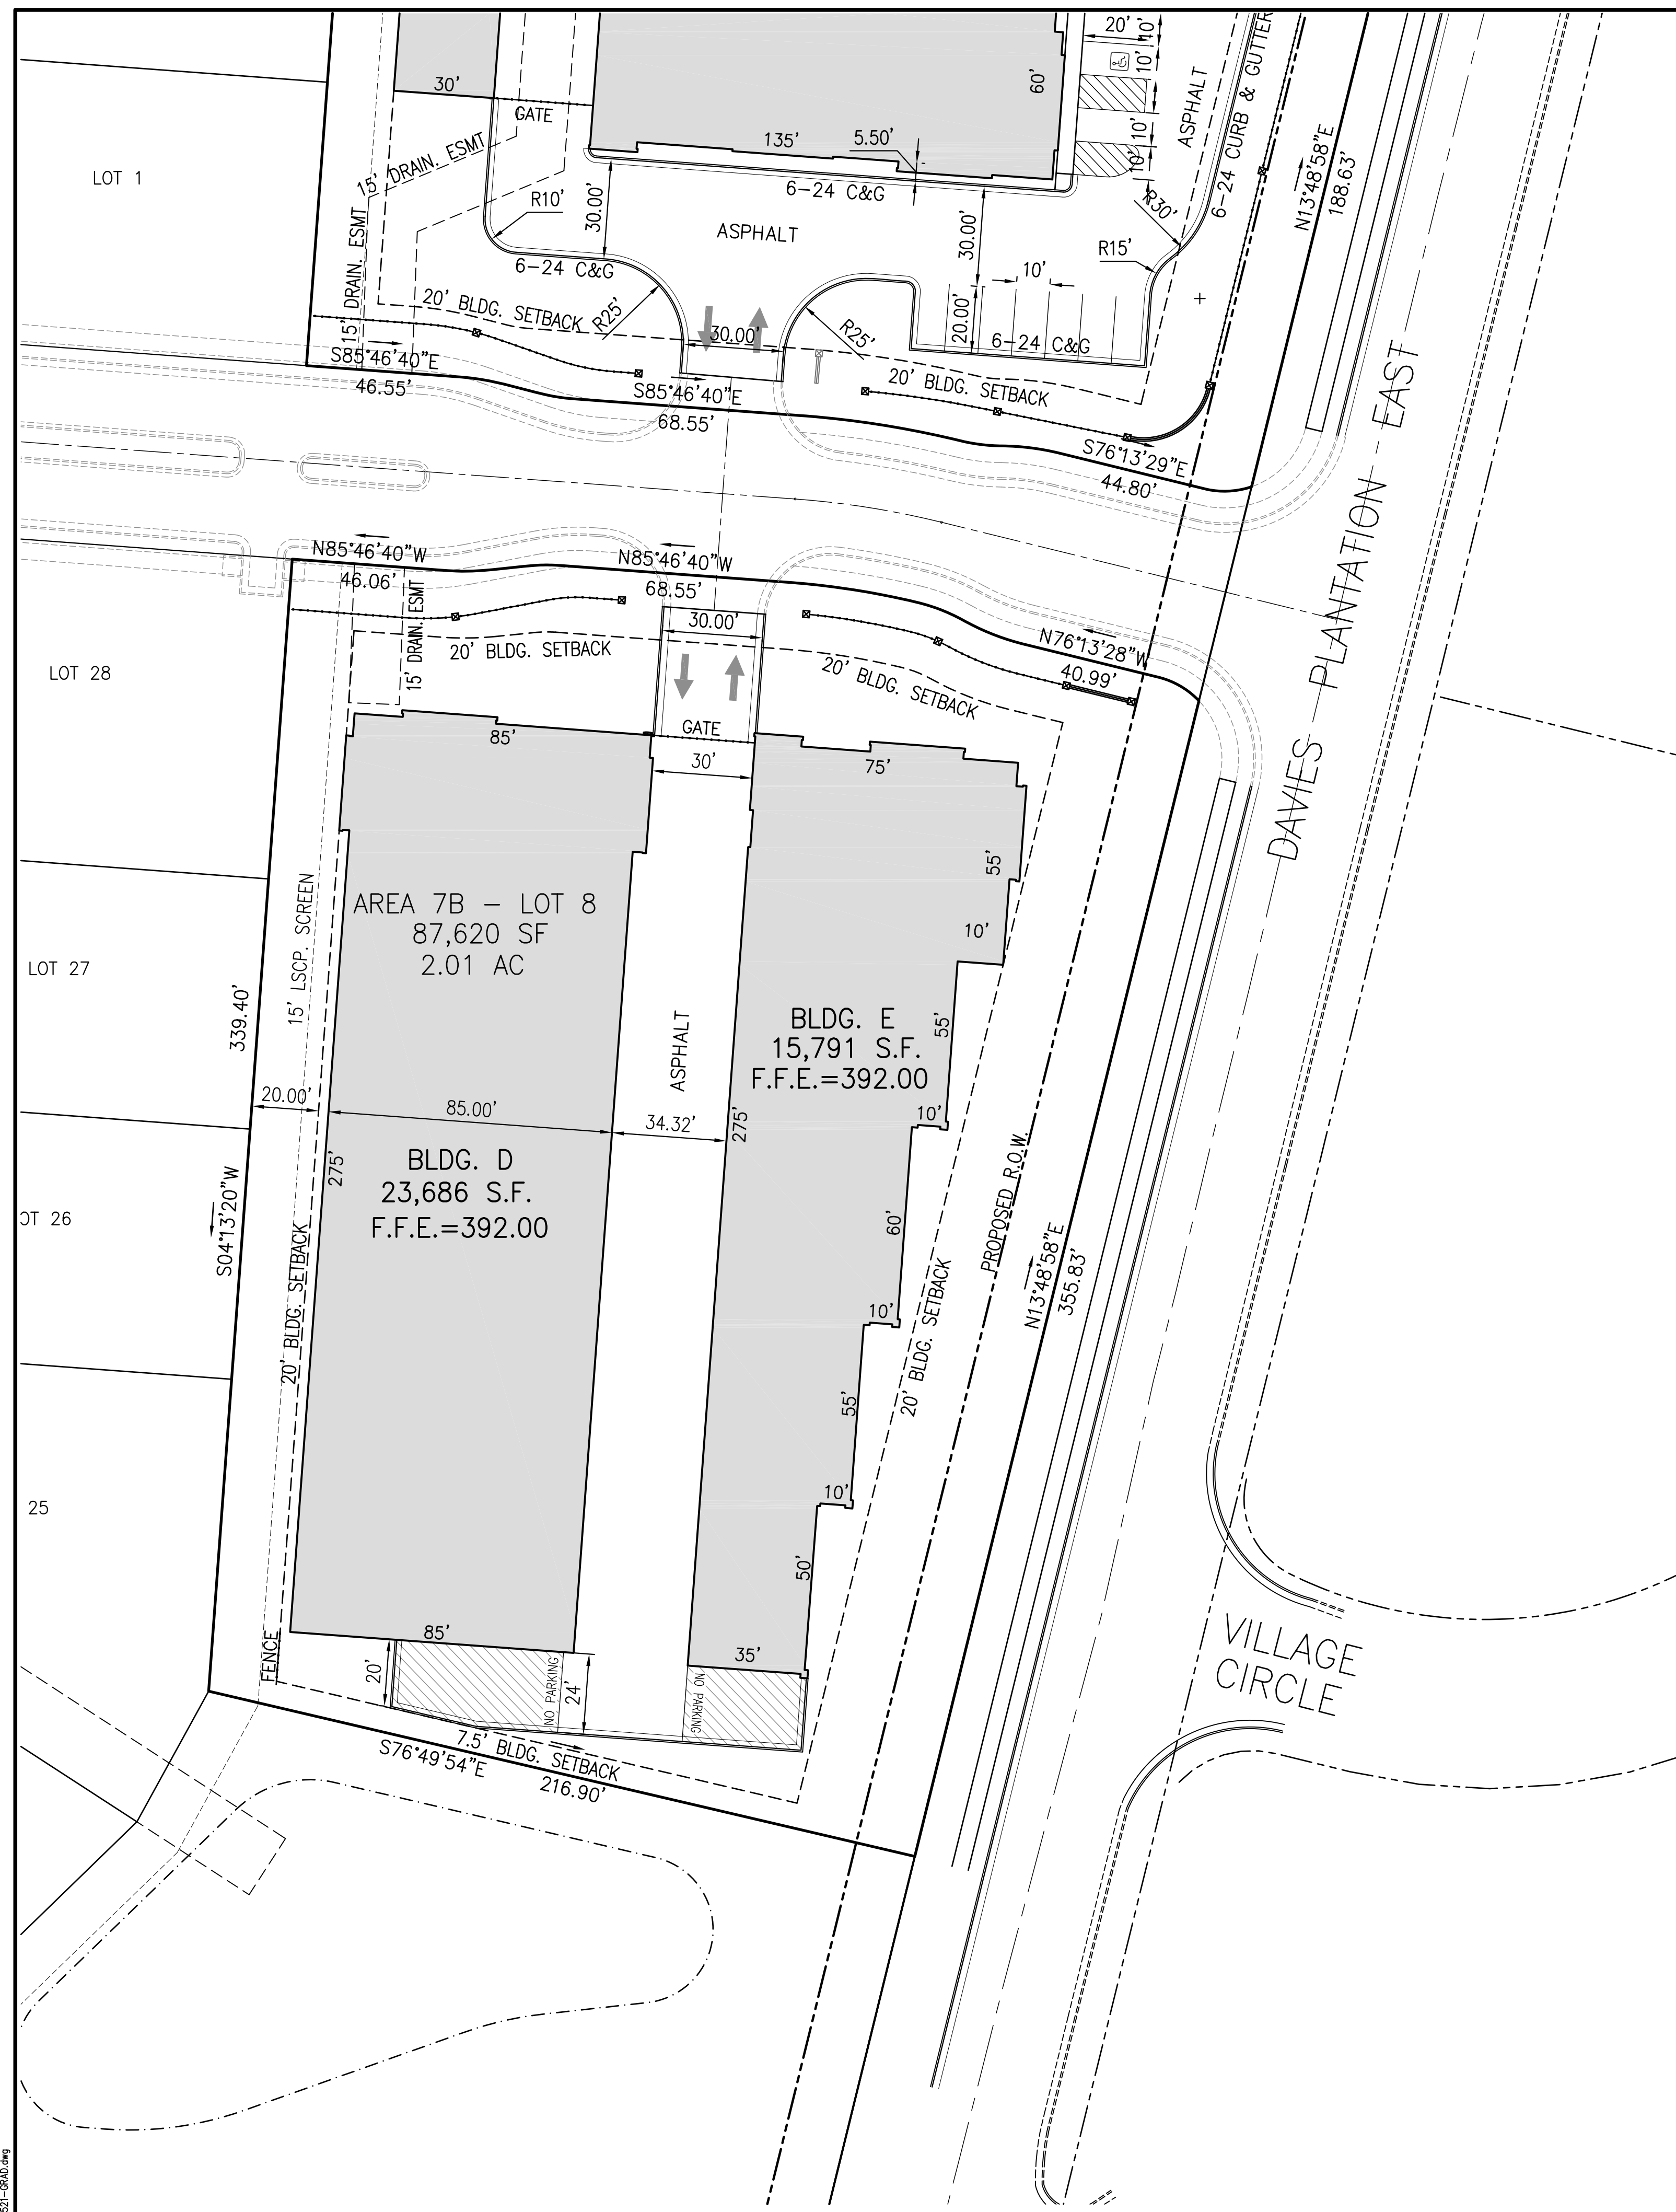 20'
10'
6-24 CURB & GUTTER
30'
GATE
60'
10'
ASPHALT
15' DRAIN. ESMT
135'
5.50'
10'
10'
N13°48'58"E
188.63'
LOT 1
R10'
30.00'
6-24 C&G
R30'
15' DRAIN. ESMT
ASPHALT
30.00'
R15'
6-24 C&G
10'
20' BLDG. SETBACK
R25'
30.00'
R25'
20.00'
6-24 C&G
S85°46'40"E
46.55'
S85°46'40"E
68.55'
20' BLDG. SETBACK
S76°13'29"E
44.80'
DAVIES PLANTATION EAST
N85°46'40"W
46.06'
N85°46'40"W
68.55'
15' DRAIN. ESMT
30.00'
N76°13'28"W
40.99'
LOT 28
20' BLDG. SETBACK
20' BLDG. SETBACK
85'
GATE
30'
75'
55'
AREA 7B - LOT 8
87,620 SF
2.01 AC
10'
LOT 27
15' LSCP. SCREEN
339.40'
BLDG. E
15,791 S.F.
F.F.E.=392.00
55'
ASPHALT
20.00'
85.00'
34.32'
275'
10'
275'
BLDG. D
23,686 S.F.
F.F.E.=392.00
S04°13'20"W
OT 26
60'
PROPOSED R.O.W.
20' BLDG. SETBACK
N13°48'58"E
355.83'
10'
20' BLDG. SETBACK
55'
25
10'
50'
FENCE
85'
20'
NO PARKING
24'
35'
NO PARKING
VILLAGE
CIRCLE
7.5' BLDG. SETBACK
S76°49'54"E
216.90'
521-GRAD.dwg